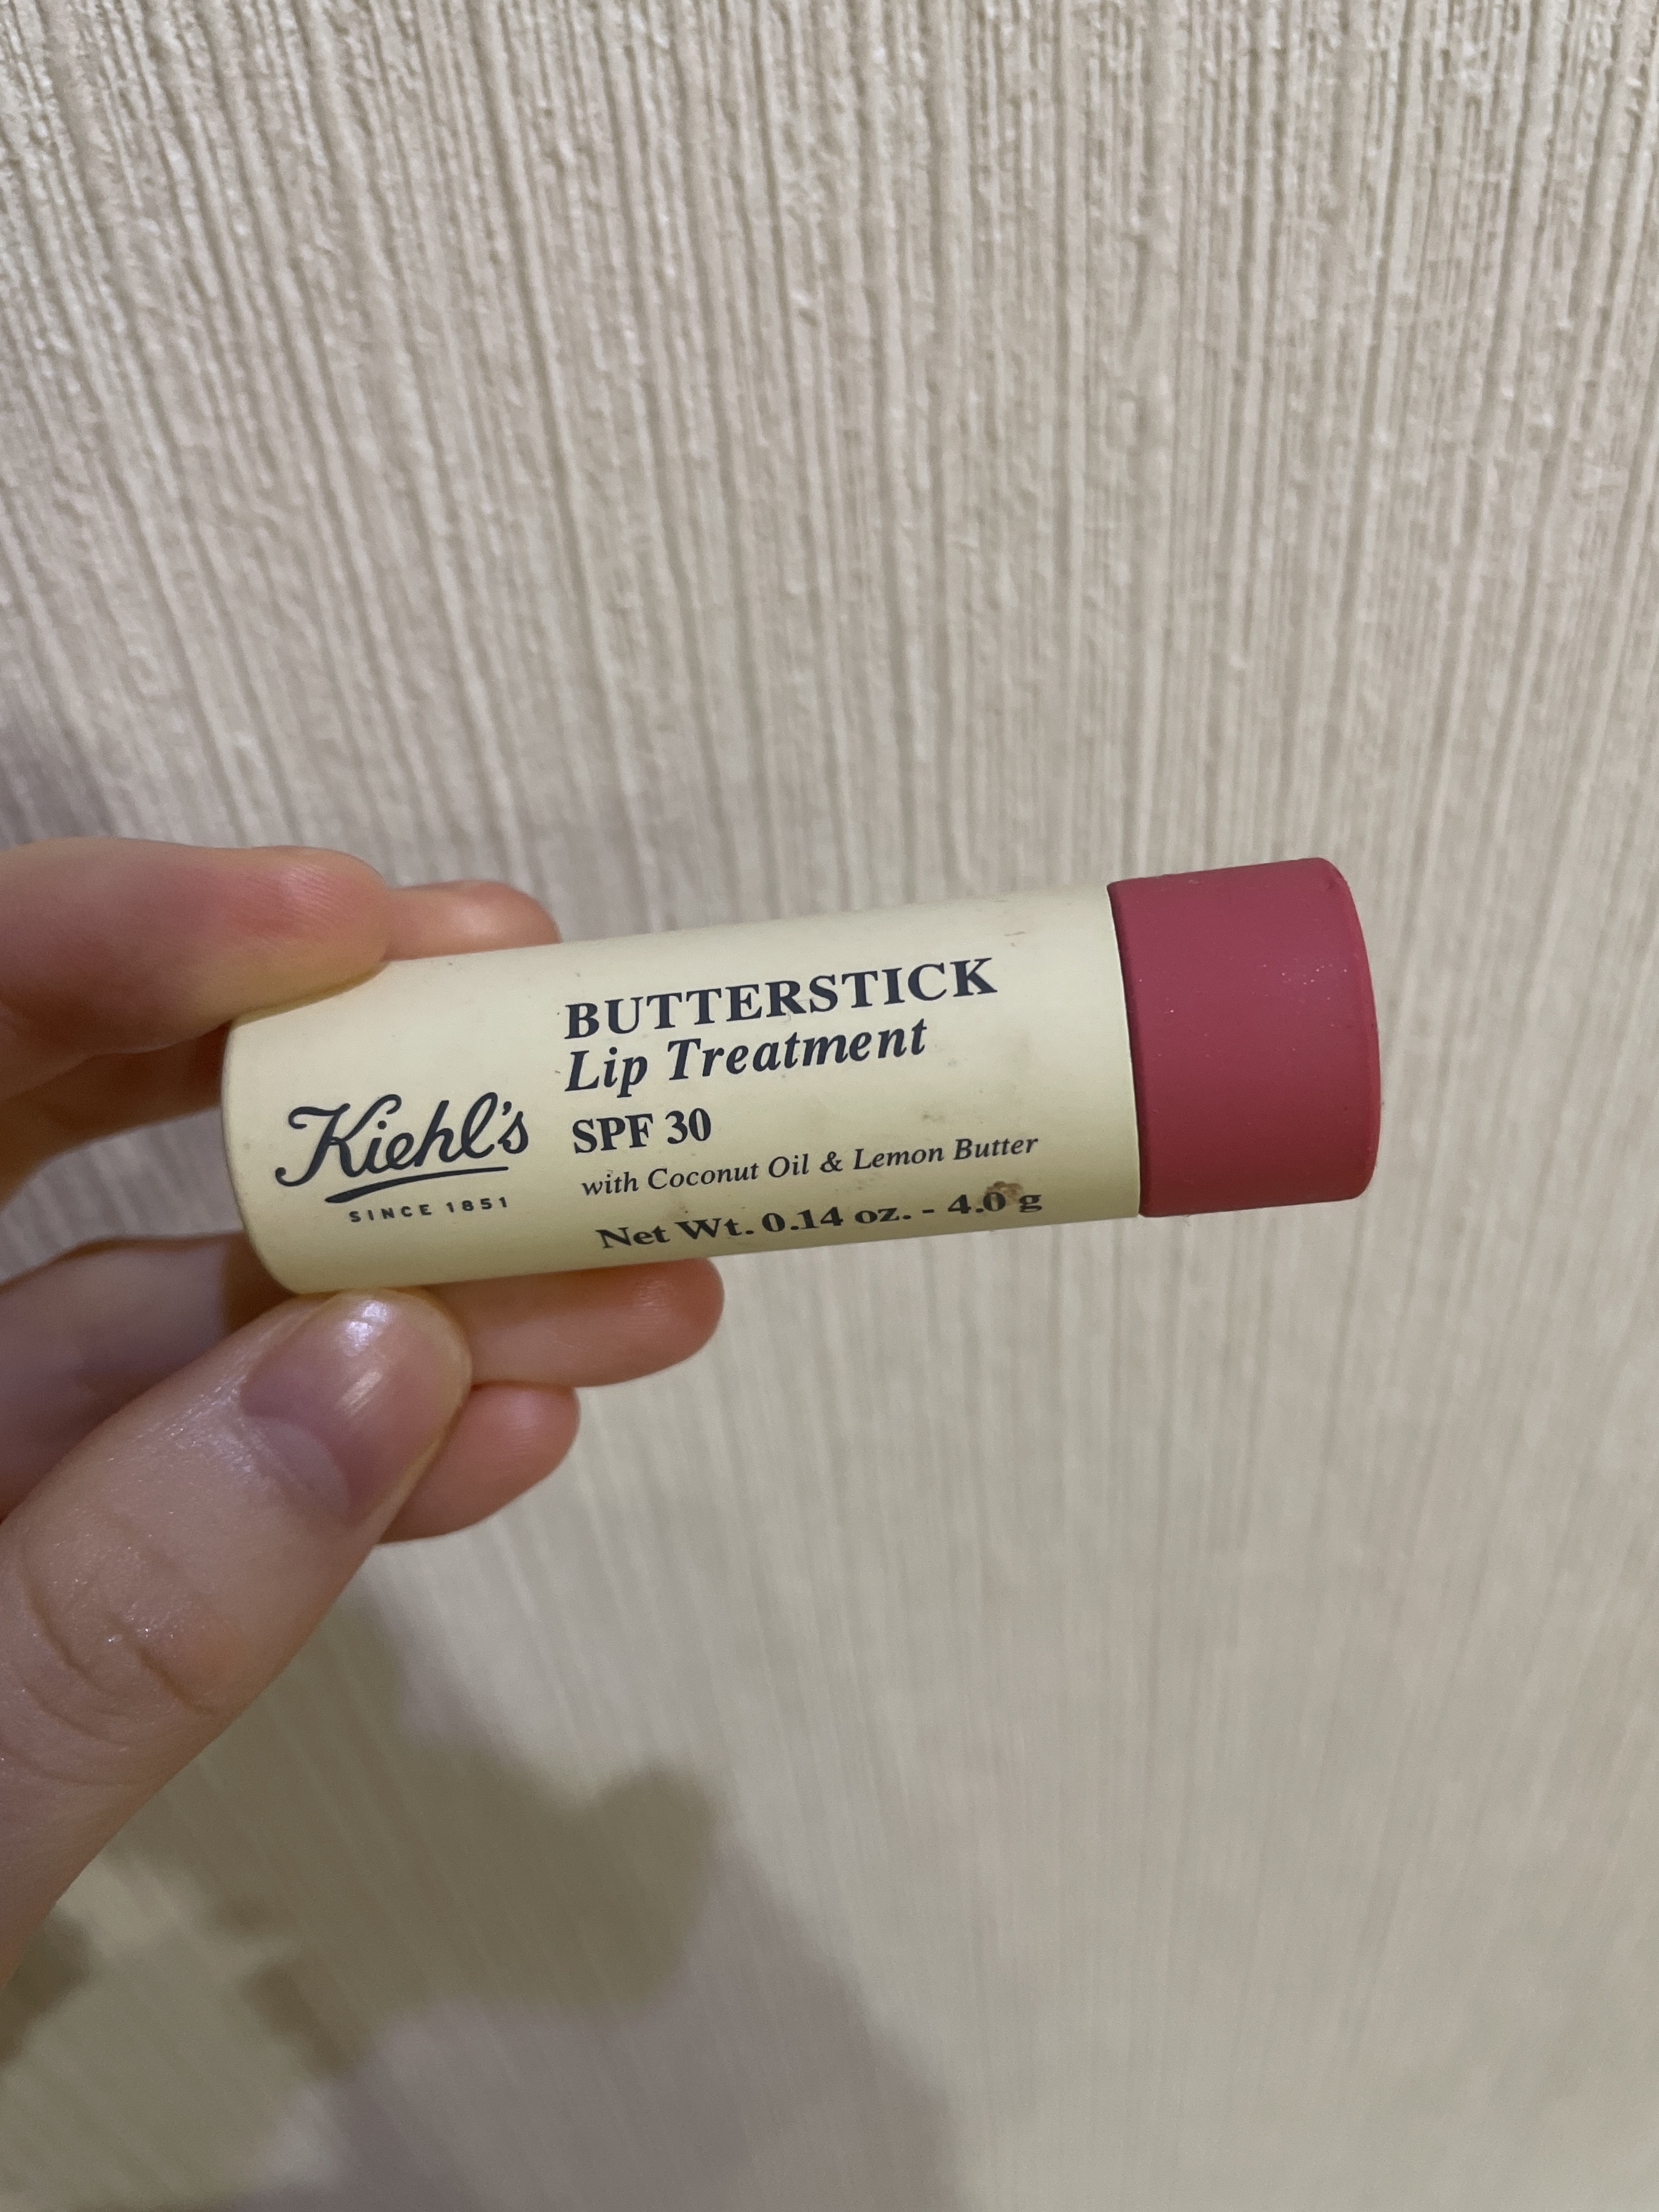 Kiehl's
SINCE 1851
BUTTERSTICK
Lip Treatment
SPF 30
with Coconut Oil & Lemon Butter
Net Wt. 0.14 oz. - 4.0 g